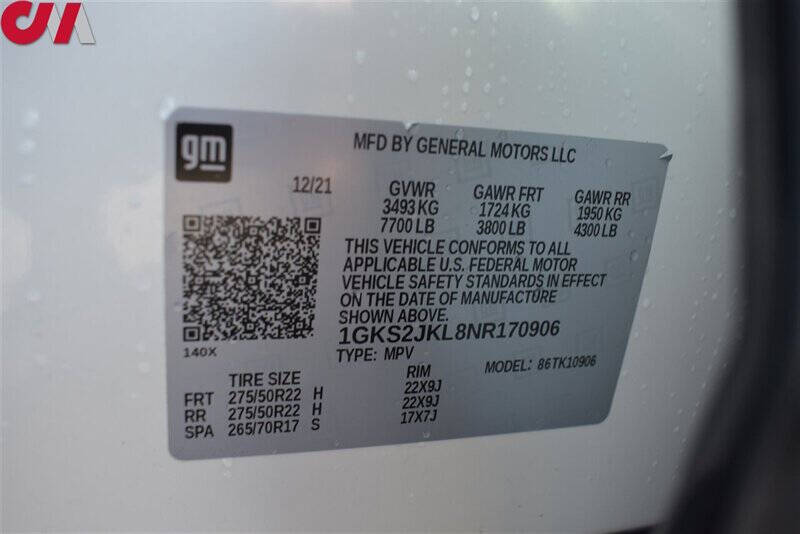 CM
gm
MFD BY GENERAL MOTORS LLC
12/21
GVWR GAWR FRT GAWR RR
3493 KG 1724 KG 1950 KG
7700 LB 3800 LB 4300 LB
THIS VEHICLE CONFORMS TO ALL
APPLICABLE U.S. FEDERAL MOTOR
VEHICLE SAFETY STANDARDS IN EFFECT
ON THE DATE OF MANUFACTURE
SHOWN ABOVE.
1GKS2JKL8NR170906
140X
TYPE: MPV MODEL: 86TK10906
TIRE SIZE RIM
FRT 275/50R22 H 22X9J
RR 275/50R22 H 22X9J
SPA 265/70R17 S 17X7J